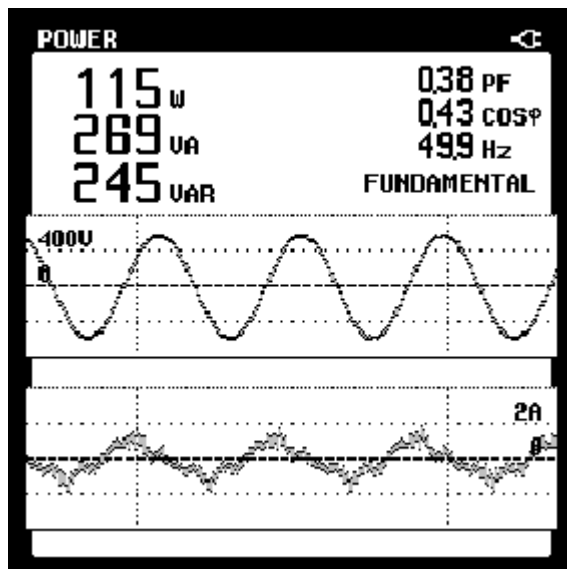 POWER
115 W
269 VA
245 VAR
0.38 PF
0.43 COSφ
49.9 Hz
FUNDAMENTAL
400V
0
2A
0